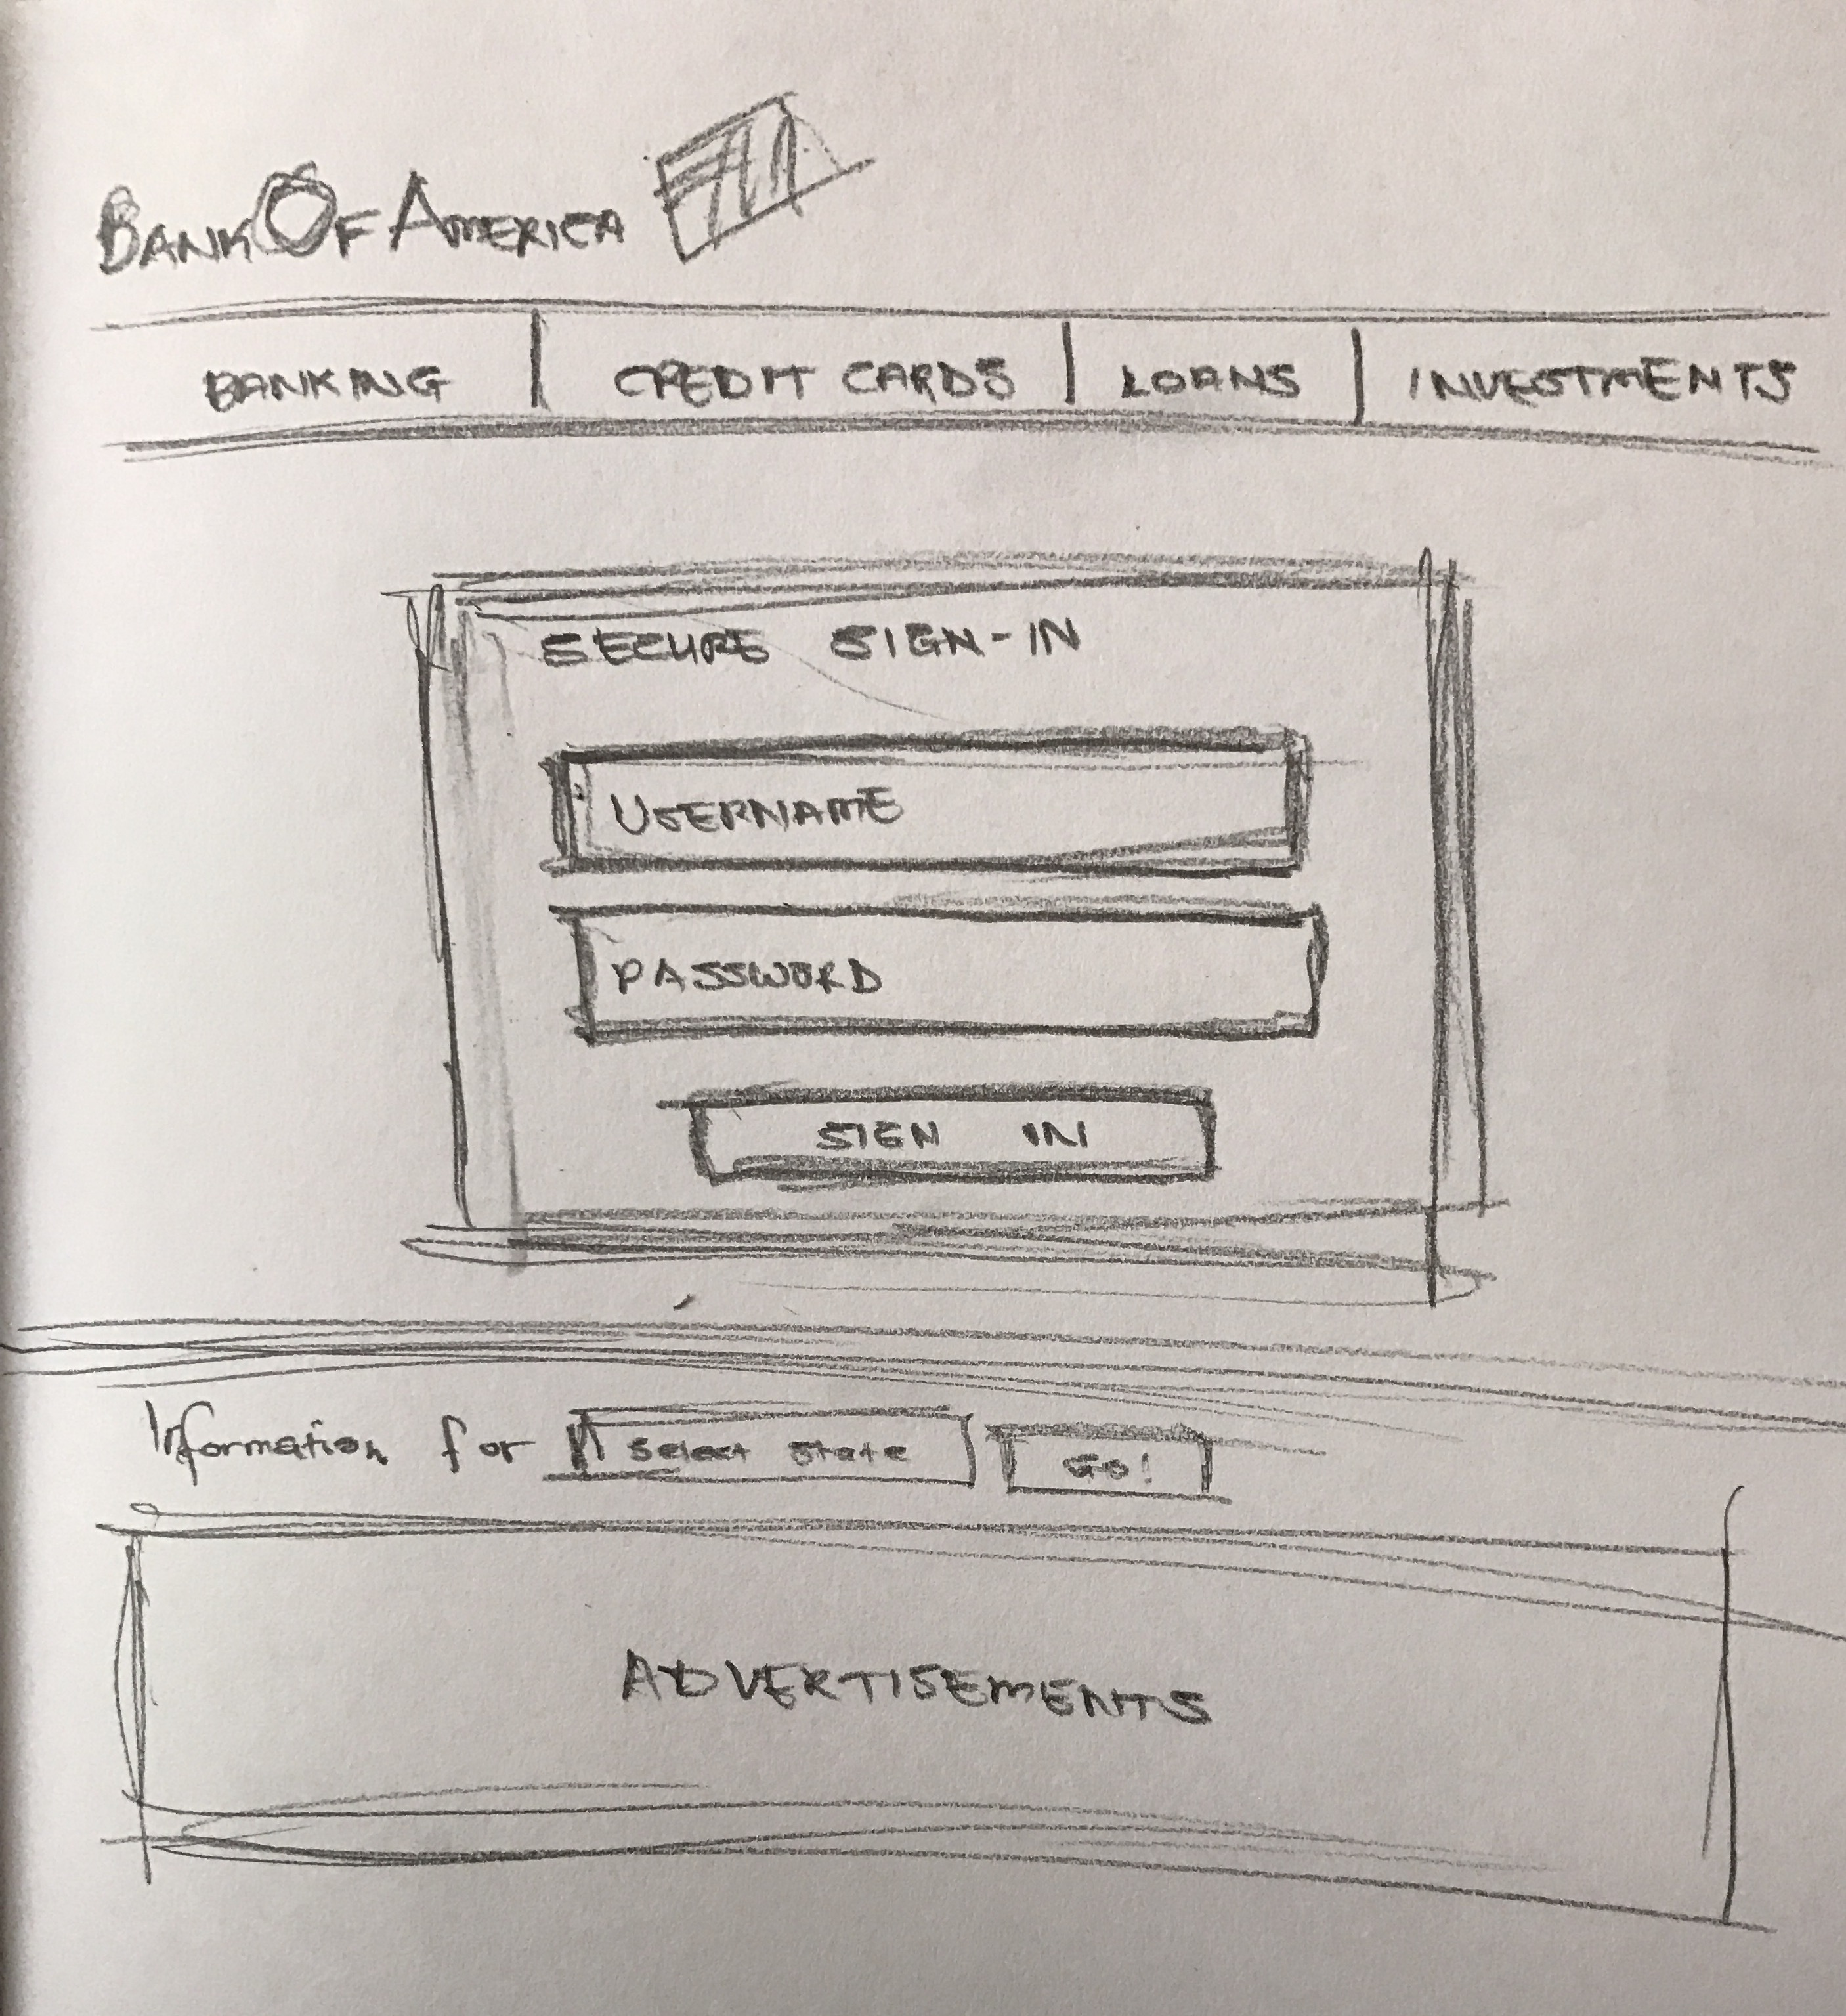 BANK OF AMERICA
BANKING CREDIT CARDS LOANS INVESTMENTS
SECURE SIGN-IN
USERNAME
PASSWORD
SIGN IN
Information for Select State GO!
ADVERTISEMENTS